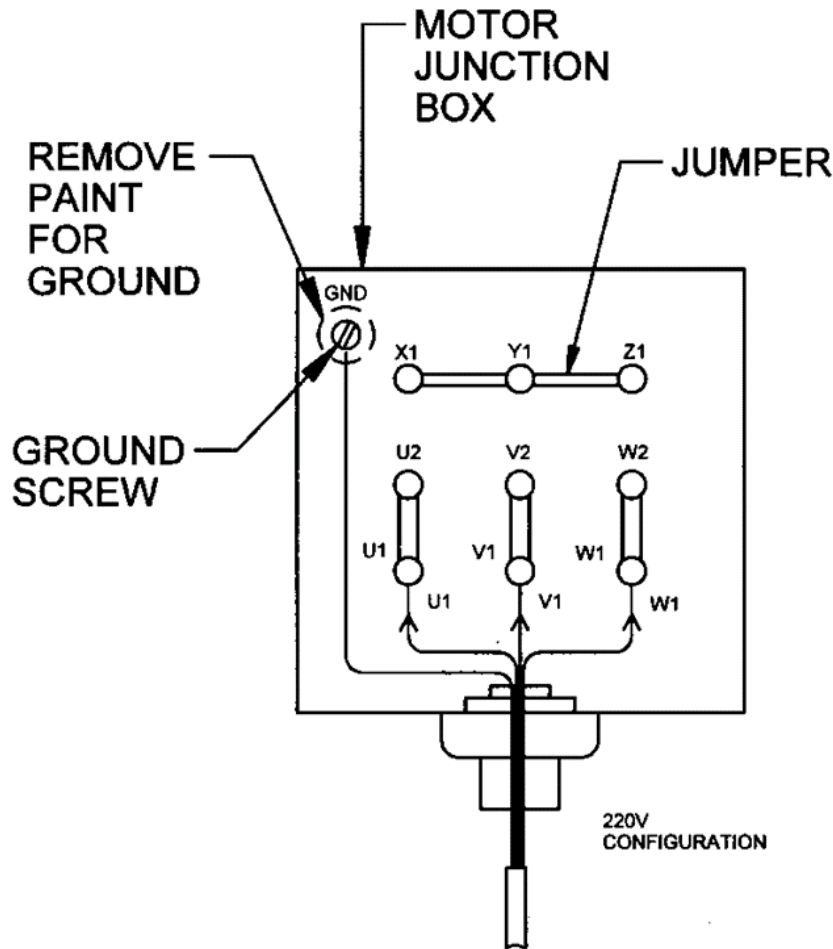 MOTOR
JUNCTION
BOX
REMOVE
PAINT
FOR
GROUND
JUMPER
GND
X1 Y1 Z1
GROUND
SCREW
U2 V2 W2
U1 V1 W1
U1 V1 W1
220V
CONFIGURATION